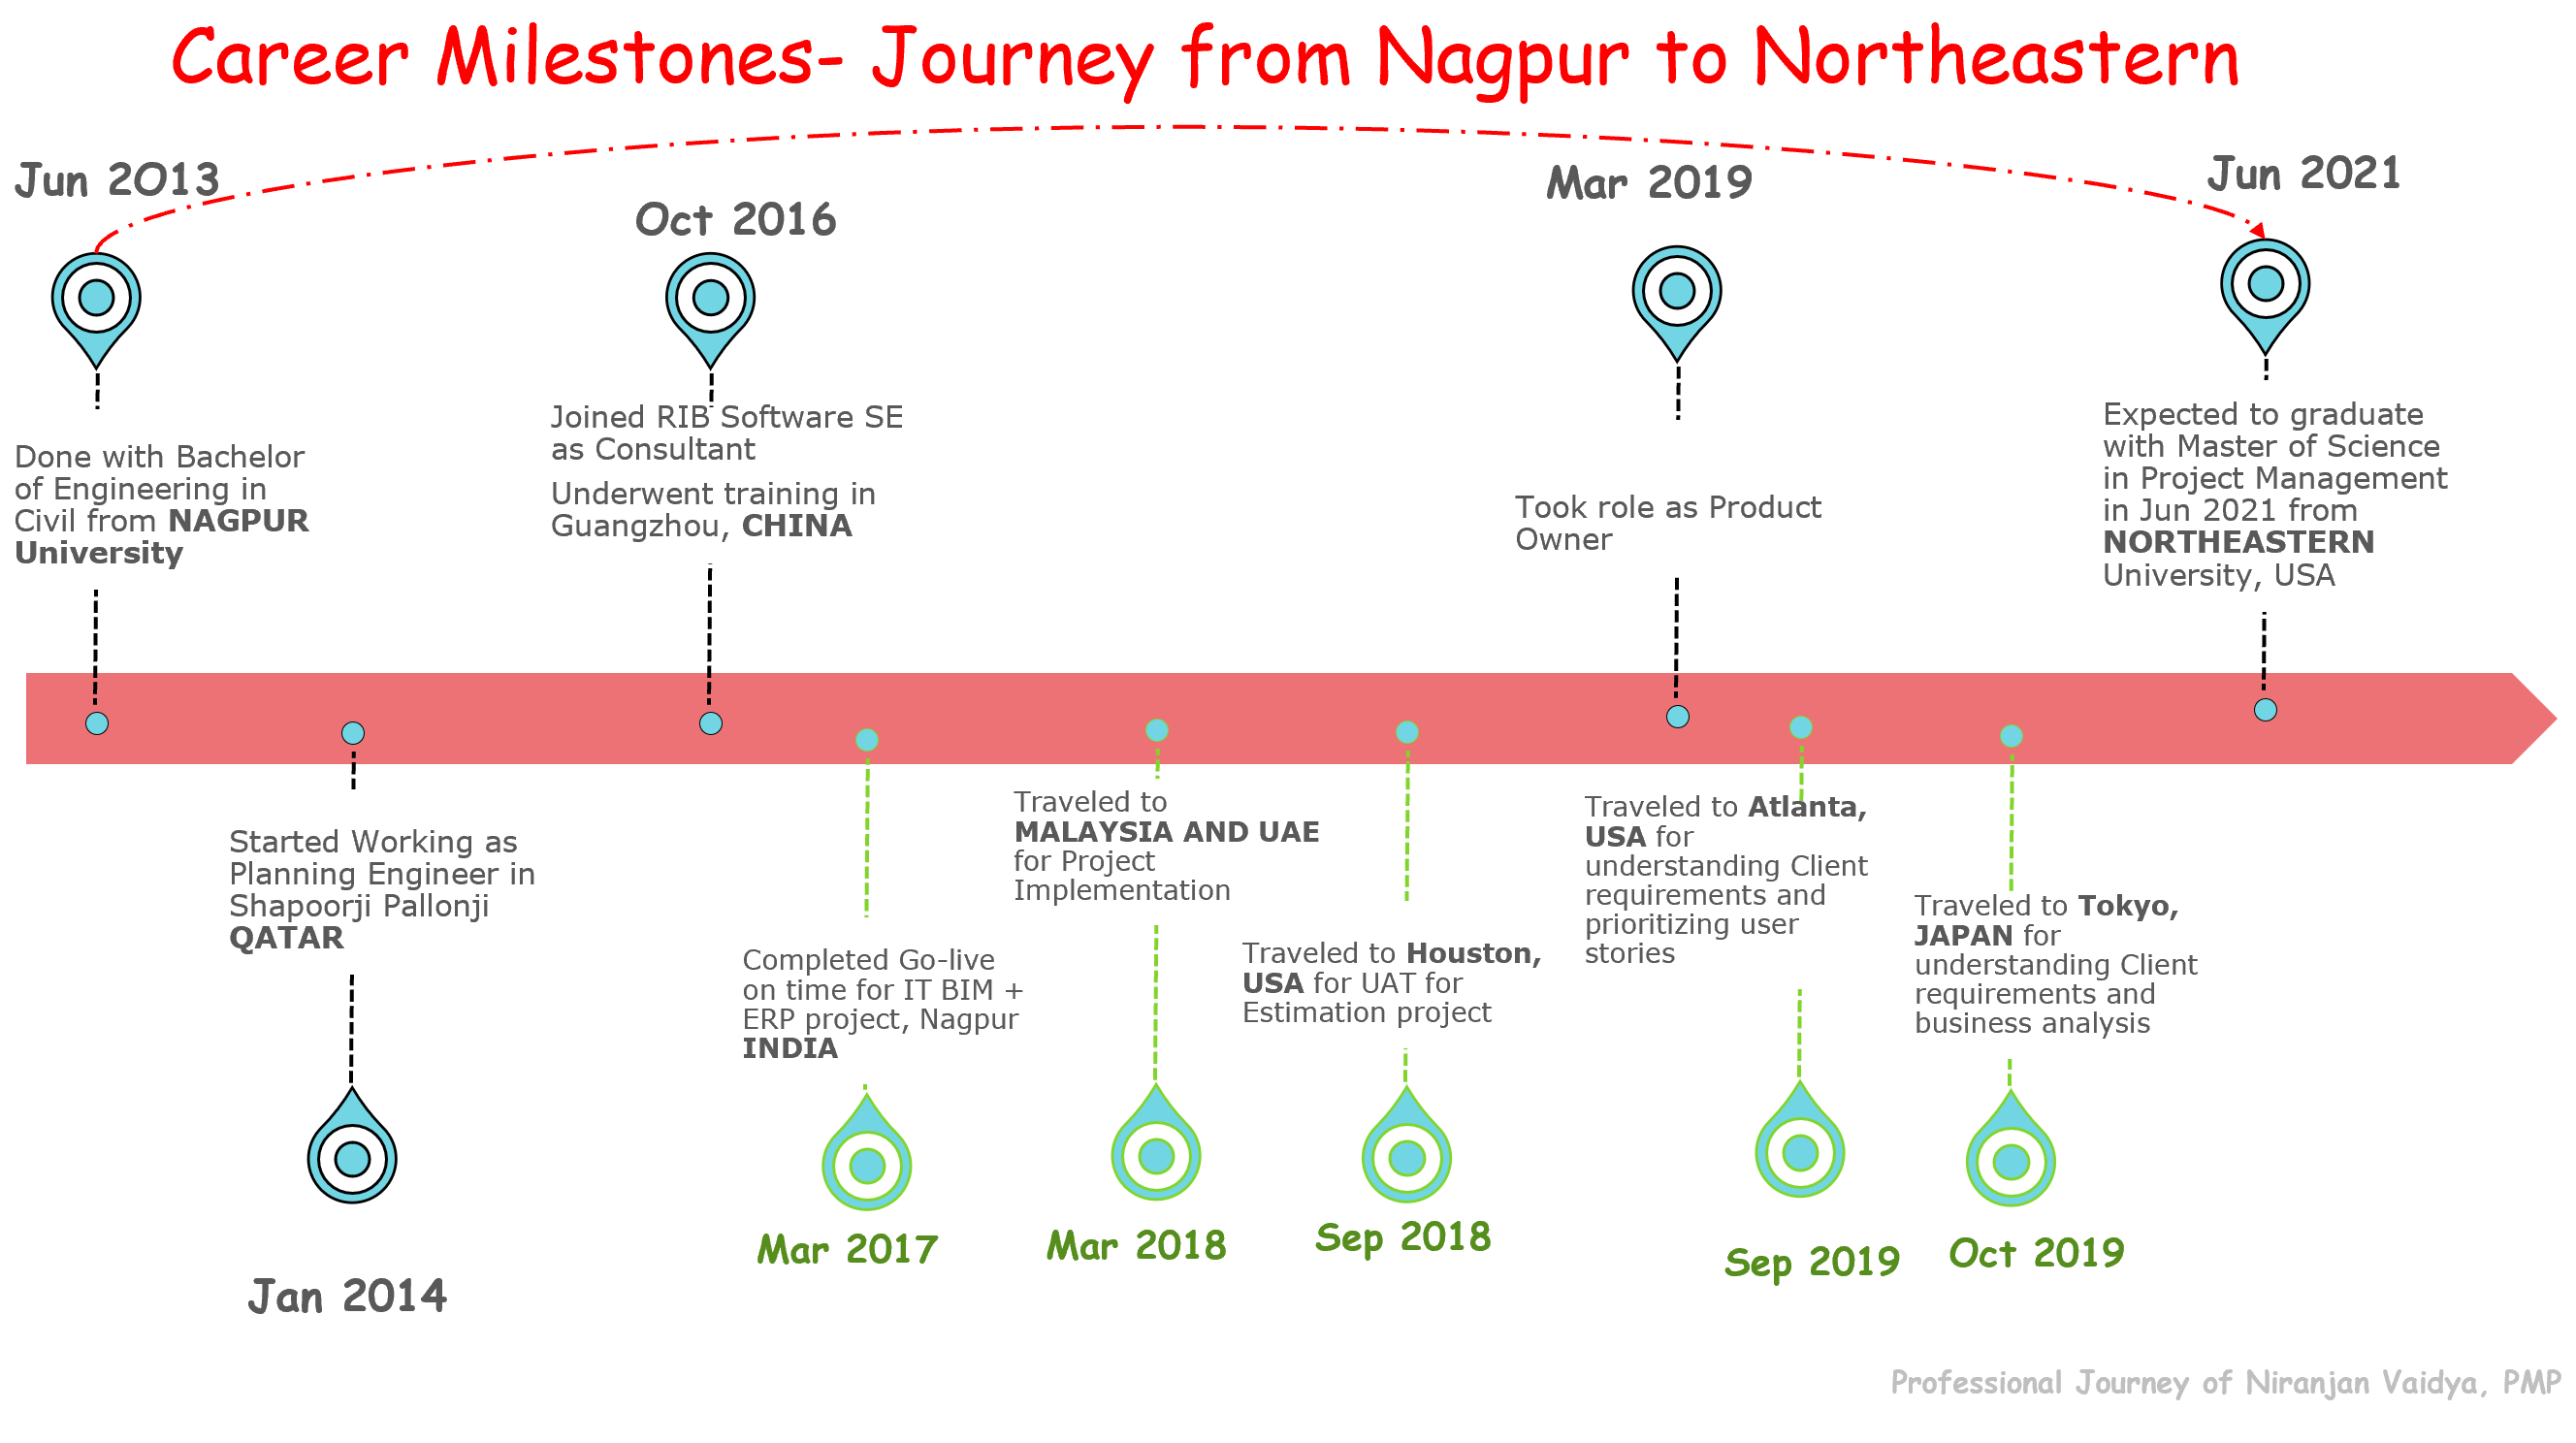 Career Milestones- Journey from Nagpur to Northeastern
Jun 2013
Oct 2016
Mar 2019
Jun 2021
Done with Bachelor
of Engineering in
Civil from NAGPUR
University
Joined RIB Software SE
as Consultant
Underwent training in
Guangzhou, CHINA
Took role as Product
Owner
Expected to graduate
with Master of Science
in Project Management
in Jun 2021 from
NORTHEASTERN
University, USA
Started Working as
Planning Engineer in
Shapoorji Pallonji
QATAR
Completed Go-live
on time for IT BIM +
ERP project, Nagpur
INDIA
Traveled to
MALAYSIA AND UAE
for Project
Implementation
Traveled to Houston,
USA for UAT for
Estimation project
Traveled to Atlanta,
USA for
understanding Client
requirements and
prioritizing user
stories
Traveled to Tokyo,
JAPAN for
understanding Client
requirements and
business analysis
Jan 2014
Mar 2017
Mar 2018
Sep 2018
Sep 2019
Oct 2019
Professional Journey of Niranjan Vaidya, PMP